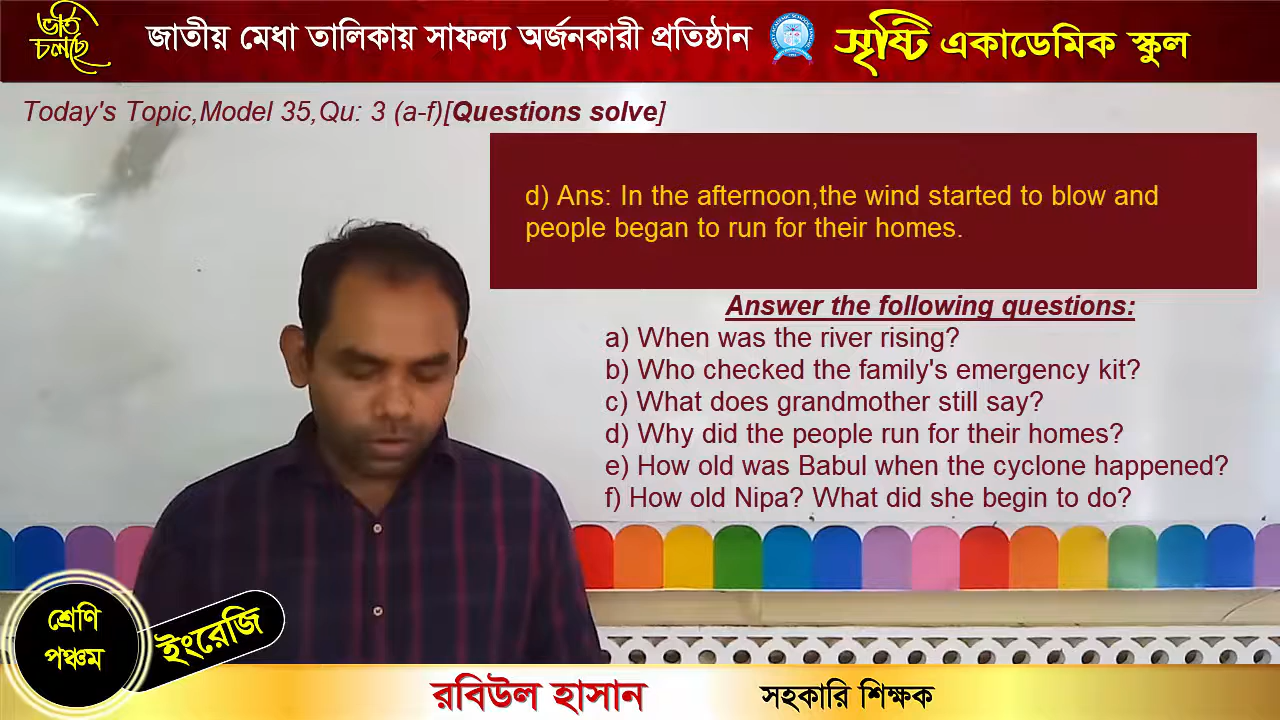 ভর্তি চলছে
জাতীয় মেধা তালিকায় সাফল্য অর্জনকারী প্রতিষ্ঠান সৃষ্টি একাডেমিক স্কুল
Today's Topic,Model 35,Qu: 3 (a-f)[Questions solve]
d) Ans: In the afternoon,the wind started to blow and
people began to run for their homes.
Answer the following questions:
a) When was the river rising?
b) Who checked the family's emergency kit?
c) What does grandmother still say?
d) Why did the people run for their homes?
e) How old was Babul when the cyclone happened?
f) How old Nipa? What did she begin to do?
শ্রেণি
পঞ্চম
ইংরেজি
রবিউল হাসান সহকারি শিক্ষক